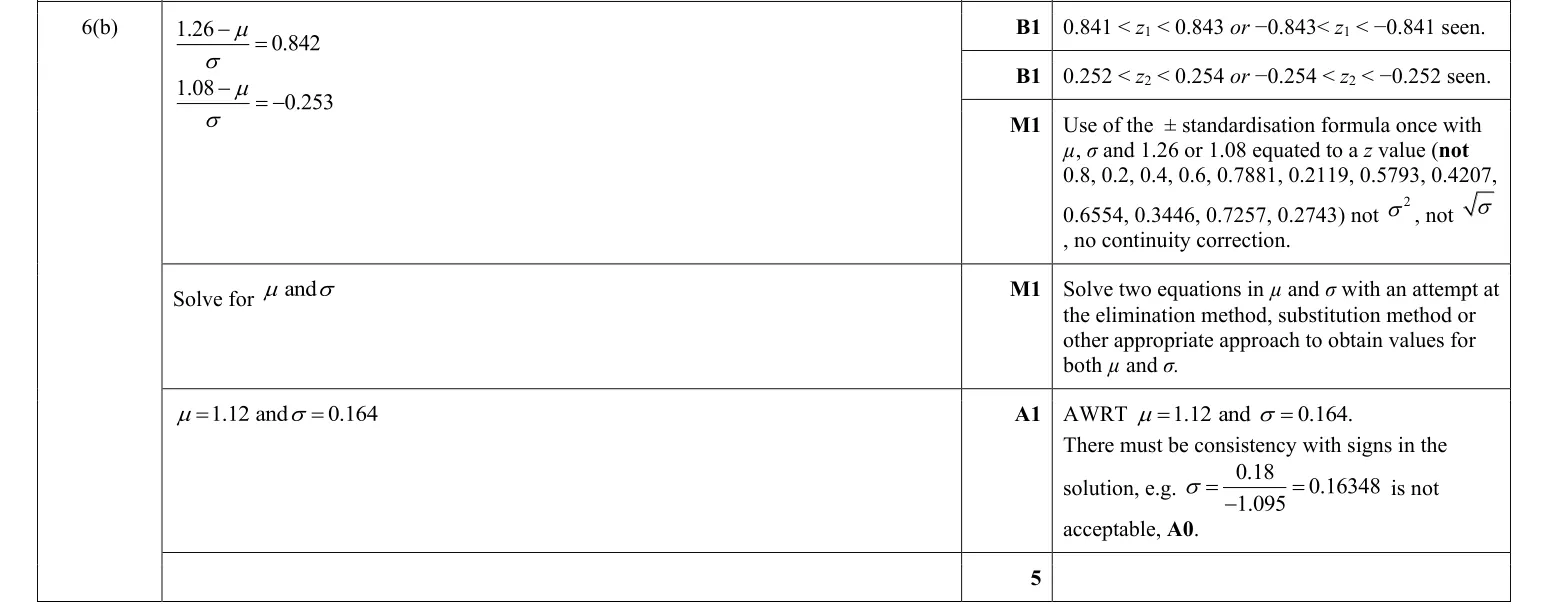 6(b)
1.26 − μ
───── = 0.842
σ
1.08 − μ
───── = −0.253
σ
B1 0.841 < z₁ < 0.843 or −0.843< z₁ < −0.841 seen.
B1 0.252 < z₂ < 0.254 or −0.254 < z₂ < −0.252 seen.
M1 Use of the ± standardisation formula once with
μ, σ and 1.26 or 1.08 equated to a z value (not
0.8, 0.2, 0.4, 0.6, 0.7881, 0.2119, 0.5793, 0.4207,
0.6554, 0.3446, 0.7257, 0.2743) not σ² , not √σ
, no continuity correction.
Solve for μ and σ
M1 Solve two equations in μ and σ with an attempt at
the elimination method, substitution method or
other appropriate approach to obtain values for
both μ and σ.
μ = 1.12 and σ = 0.164
A1 AWRT μ = 1.12 and σ = 0.164.
There must be consistency with signs in the
solution, e.g. σ = 0.18 / −1.095 = 0.16348 is not
acceptable, A0.
5